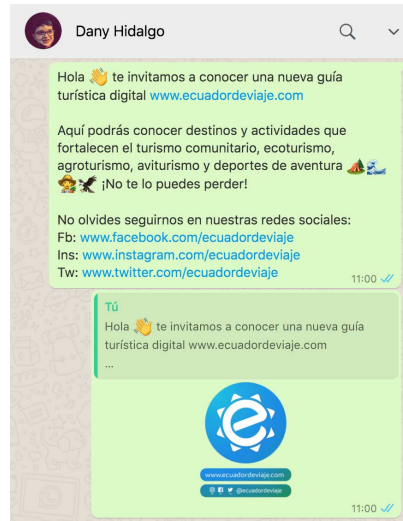 Dany Hidalgo
Hola 👋 te invitamos a conocer una nueva guía
turística digital www.ecuadordeviaje.com
Aquí podrás conocer destinos y actividades que
fortalecen el turismo comunitario, ecoturismo,
agroturismo, aviturismo y deportes de aventura 🏕️🌊
🧑‍🌾🦅 ¡No te lo puedes perder!
No olvides seguirnos en nuestras redes sociales:
Fb: www.facebook.com/ecuadordeviaje
Ins: www.instagram.com/ecuadordeviaje
Tw: www.twitter.com/ecuadordeviaje
11:00
Tú
Hola 👋 te invitamos a conocer una nueva guía
turística digital www.ecuadordeviaje.com
...
www.ecuadordeviaje.com
@ecuadordeviaje
11:00